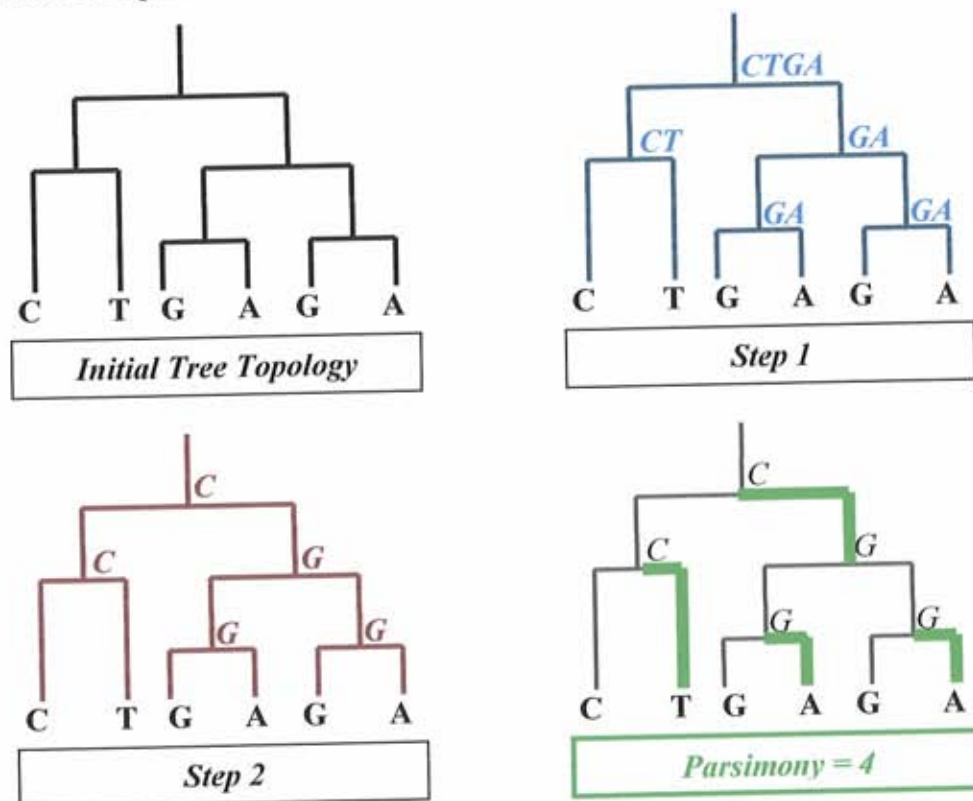 CTGA
CT
GA
GA
GA
C T G A G A
C T G A G A
Initial Tree Topology
Step 1
C
C
G
G
G
C T G A G A
Step 2
C
C
G
G
G
C T G A G A
Parsimony = 4